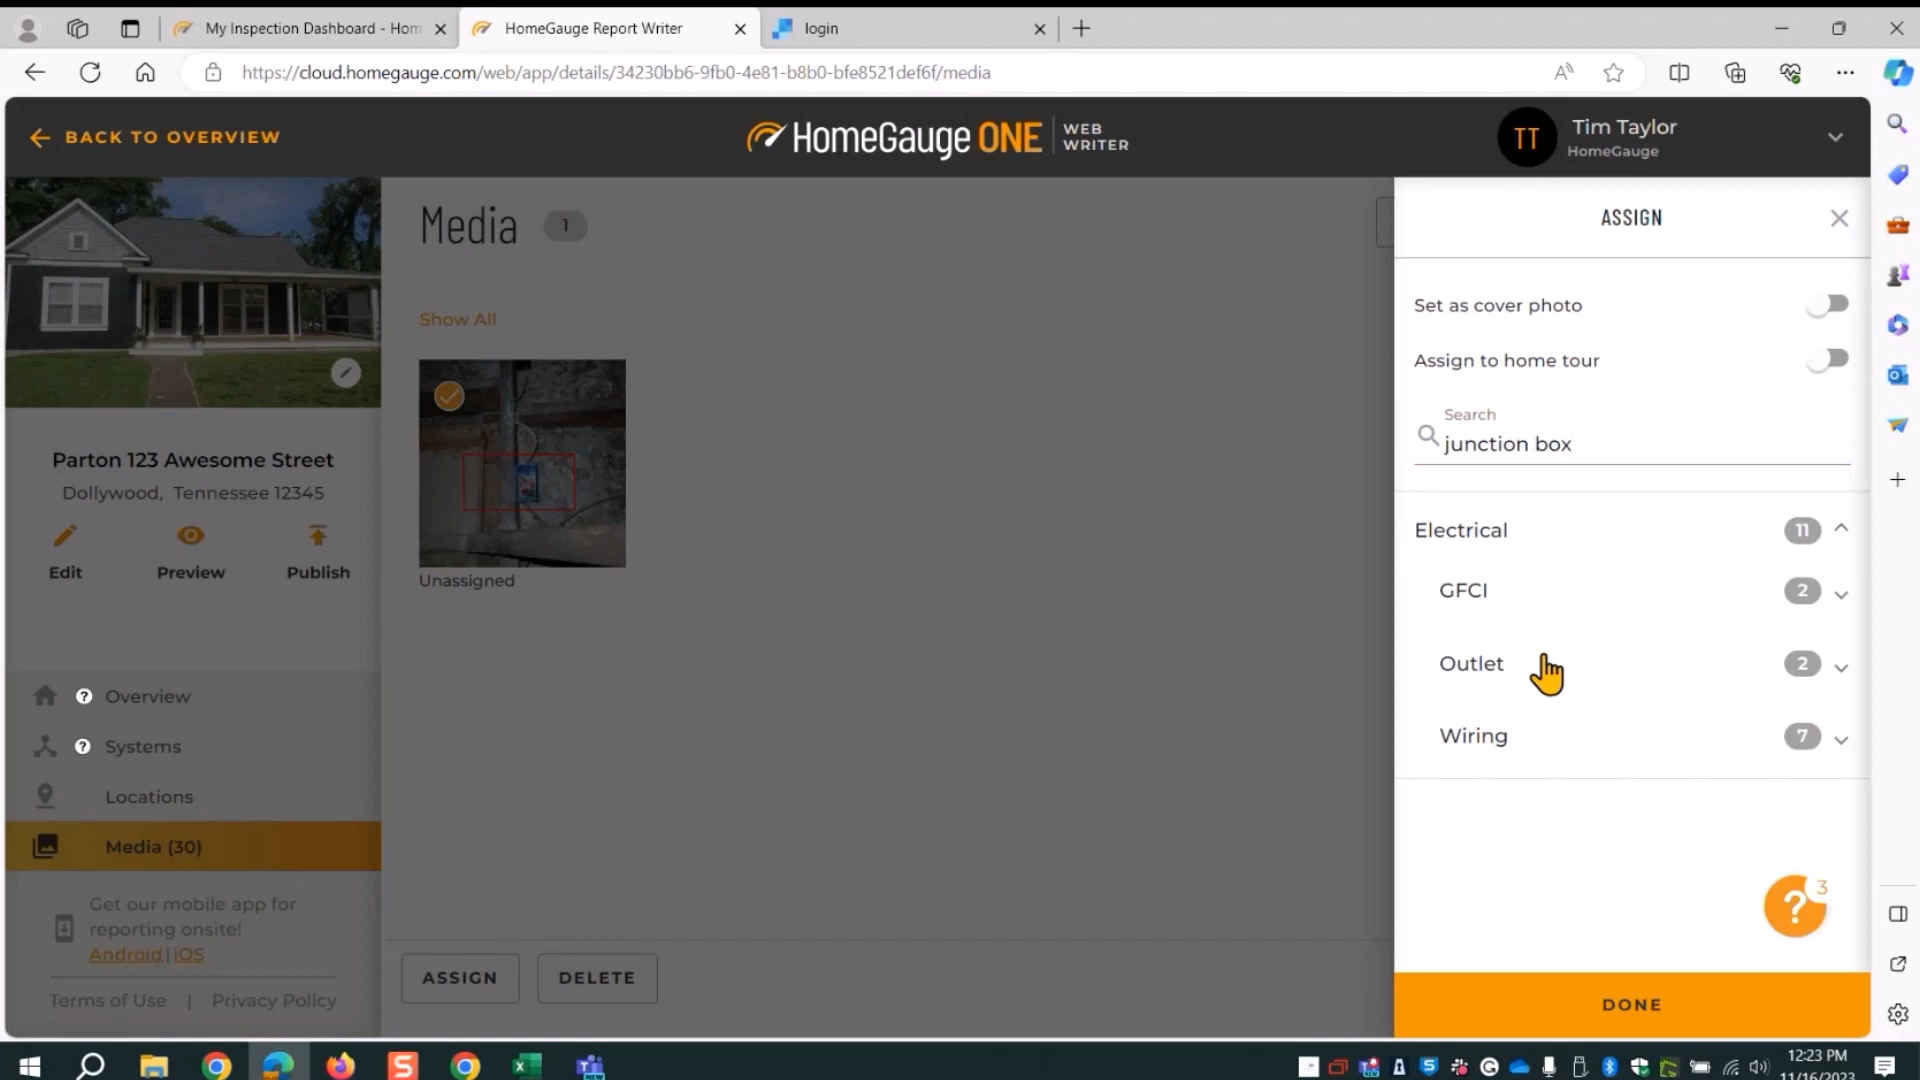 My Inspection Dashboard - Hom
HomeGauge Report Writer
login
https://cloud.homegauge.com/web/app/details/34230bb6-9fb0-4e81-b8b0-bfe8521def6f/media
BACK TO OVERVIEW
HomeGauge ONE
WEB
WRITER
TT
Tim Taylor
HomeGauge
Media 1
Show All
Unassigned
Parton 123 Awesome Street
Dollywood, Tennessee 12345
Edit
Preview
Publish
? Overview
? Systems
Locations
Media (30)
Get our mobile app for
reporting onsite!
Android | iOS
Terms of Use | Privacy Policy
ASSIGN
DELETE
ASSIGN
Set as cover photo
Assign to home tour
Search
junction box
Electrical 11
GFCI 2
Outlet 2
Wiring 7
? 3
DONE
12:23 PM
11/16/2023